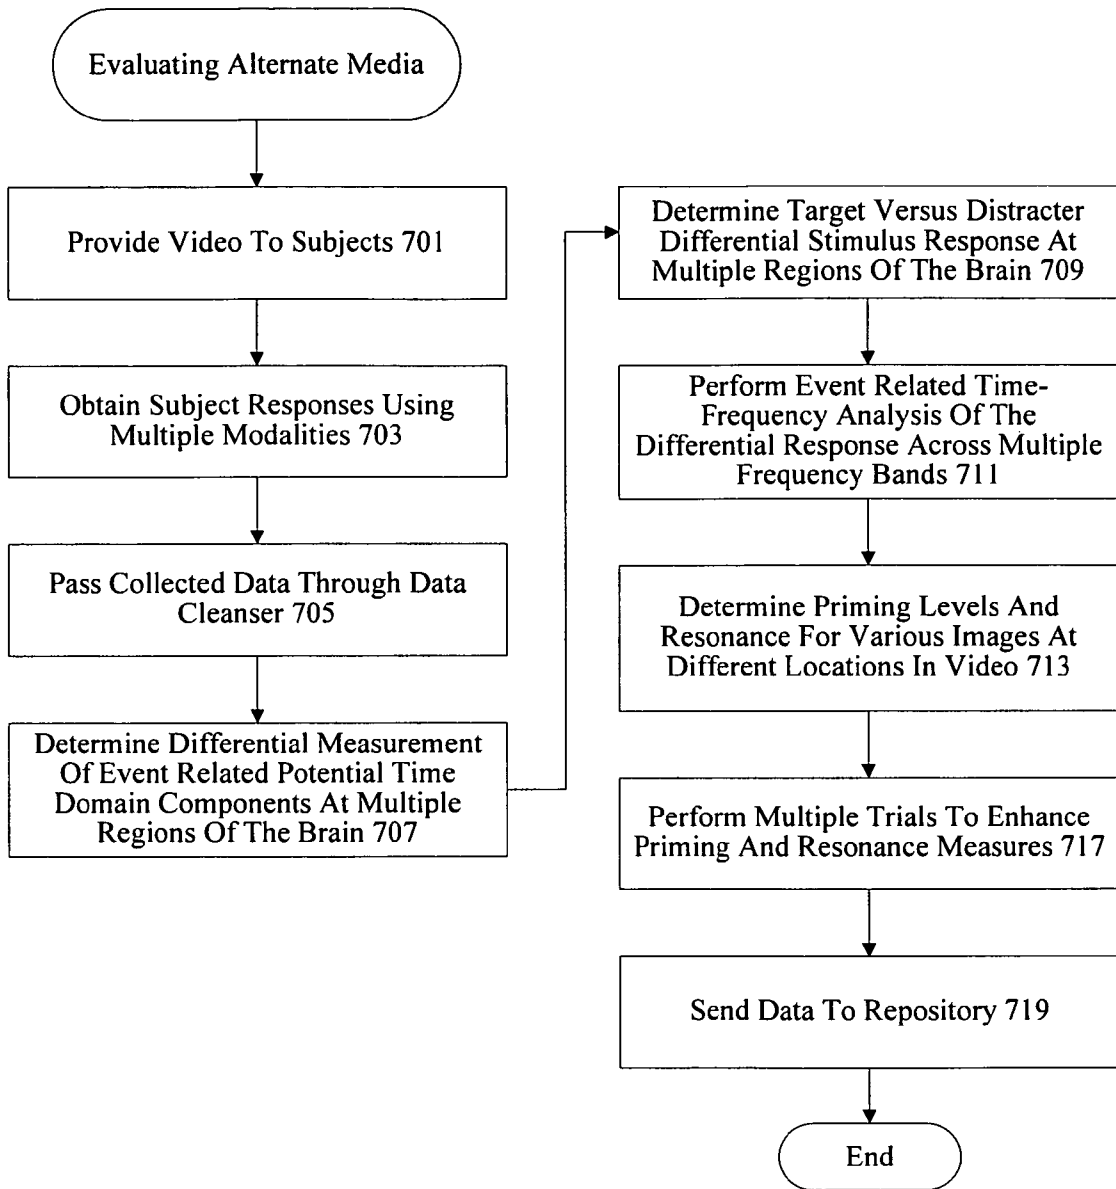 Evaluating Alternate Media
Provide Video To Subjects 701
Obtain Subject Responses Using
Multiple Modalities 703
Pass Collected Data Through Data
Cleanser 705
Determine Differential Measurement
Of Event Related Potential Time
Domain Components At Multiple
Regions Of The Brain 707
Determine Target Versus Distracter
Differential Stimulus Response At
Multiple Regions Of The Brain 709
Perform Event Related Time-
Frequency Analysis Of The
Differential Response Across Multiple
Frequency Bands 711
Determine Priming Levels And
Resonance For Various Images At
Different Locations In Video 713
Perform Multiple Trials To Enhance
Priming And Resonance Measures 717
Send Data To Repository 719
End